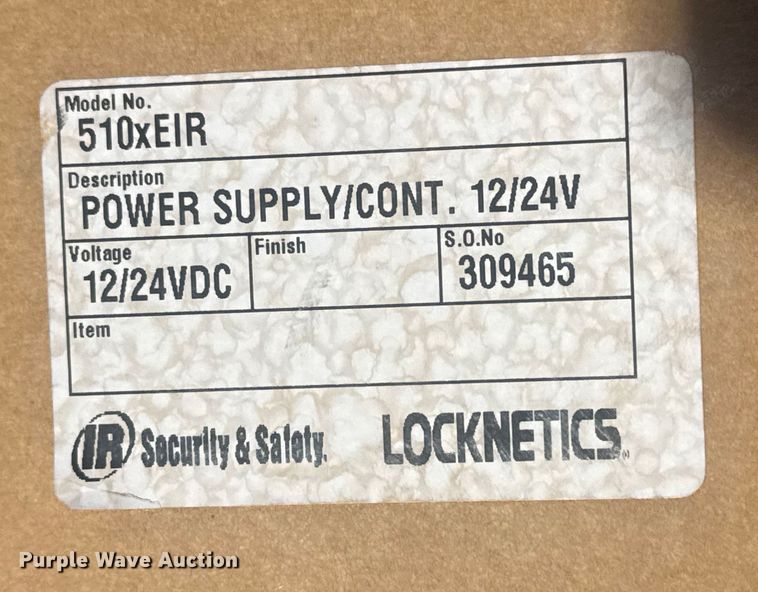 Model No.
510xEIR
Description
POWER SUPPLY/CONT. 12/24V
Voltage
12/24VDC
Finish
S.O.No
309465
Item
IR Security & Safety.
LOCKNETICS
Purple Wave Auction